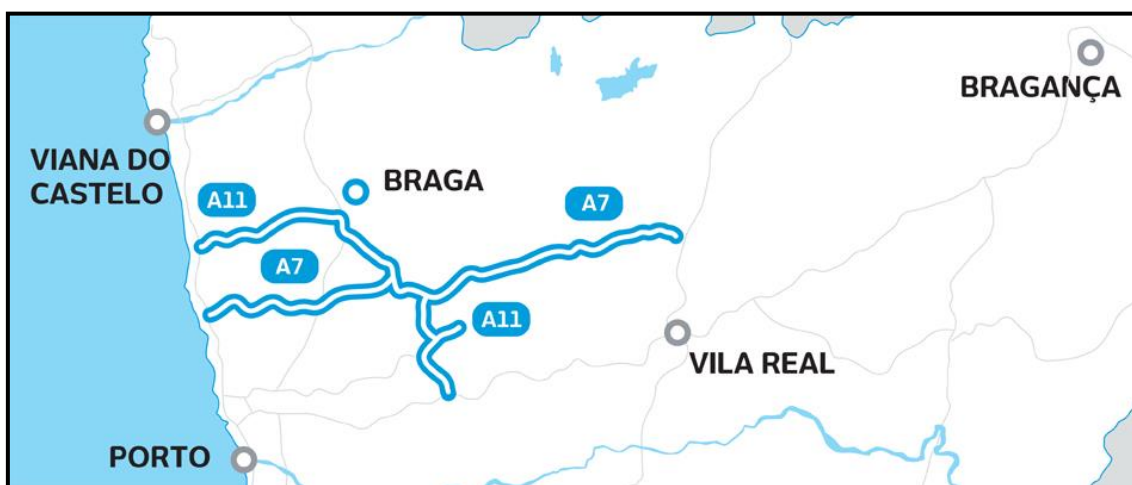 BRAGANÇA
VIANA DO
CASTELO
BRAGA
A11
A7
A7
A11
VILA REAL
PORTO